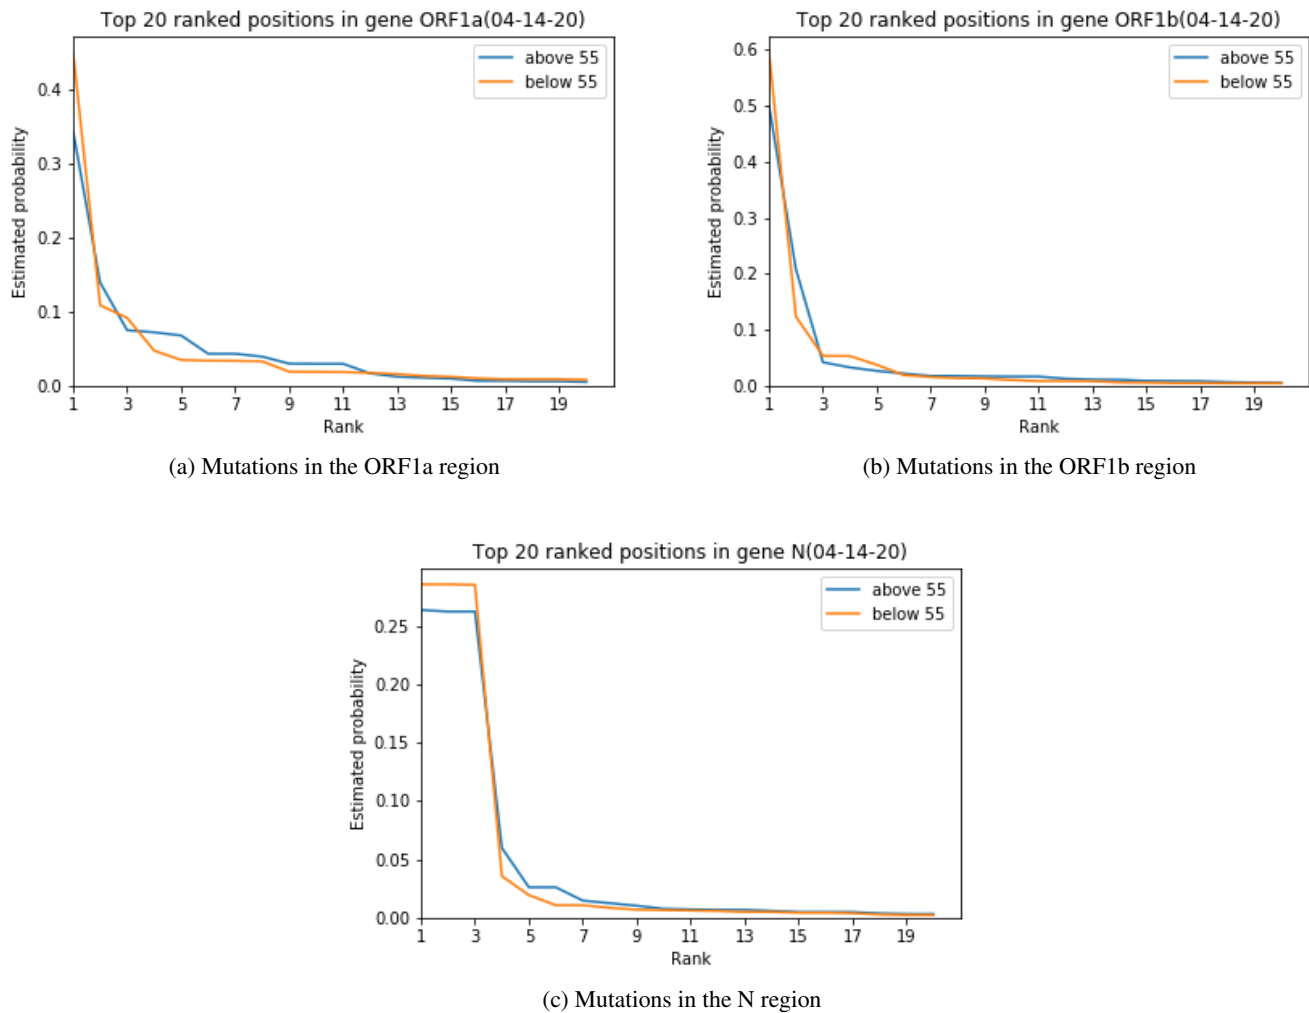 Top 20 ranked positions in gene ORF1a(04-14-20)
above 55
below 55
Estimated probability
0.4
0.3
0.2
0.1
0.0
1 3 5 7 9 11 13 15 17 19
Rank
(a) Mutations in the ORF1a region
Top 20 ranked positions in gene ORF1b(04-14-20)
above 55
below 55
Estimated probability
0.6
0.5
0.4
0.3
0.2
0.1
0.0
1 3 5 7 9 11 13 15 17 19
Rank
(b) Mutations in the ORF1b region
Top 20 ranked positions in gene N(04-14-20)
above 55
below 55
Estimated probability
0.25
0.20
0.15
0.10
0.05
0.00
1 3 5 7 9 11 13 15 17 19
Rank
(c) Mutations in the N region